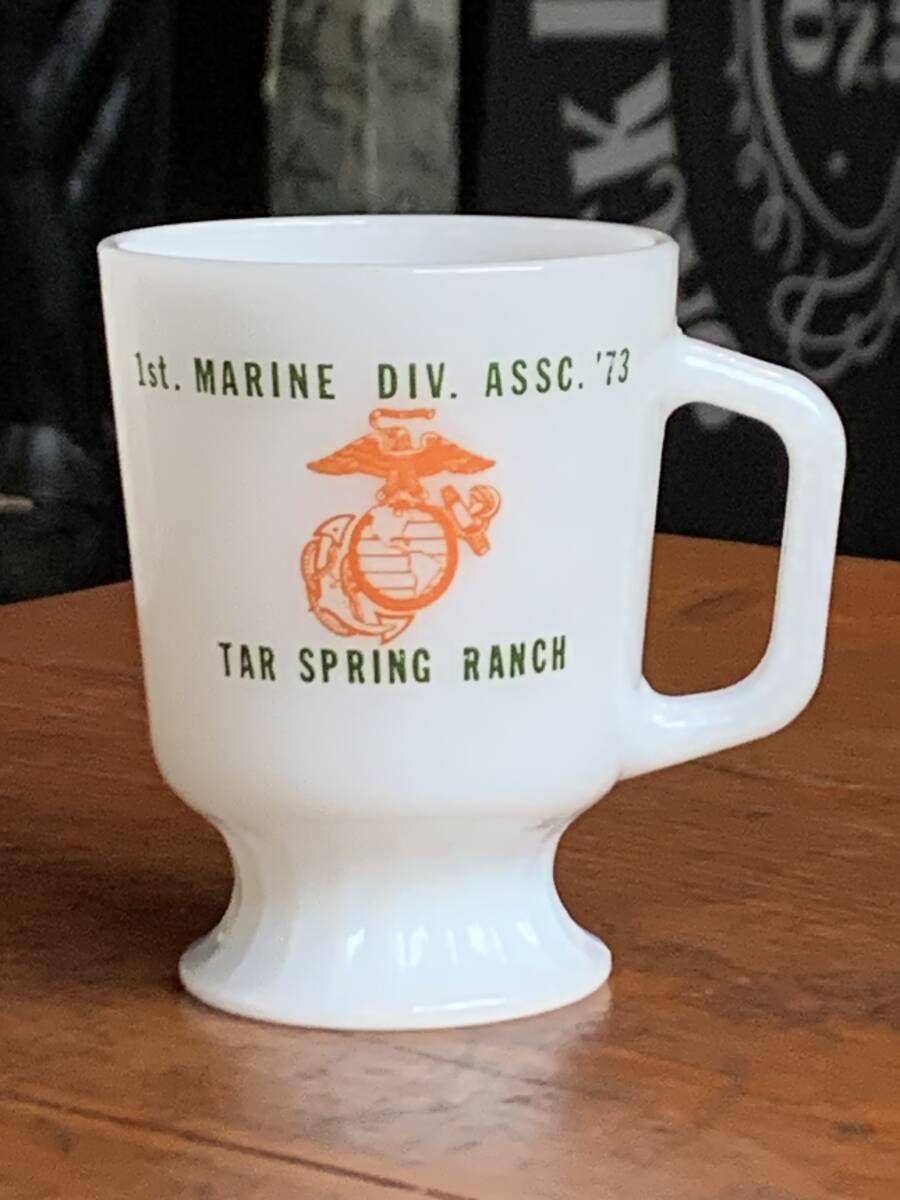 1st. MARINE DIV. ASSC. '73
TAR SPRING RANCH